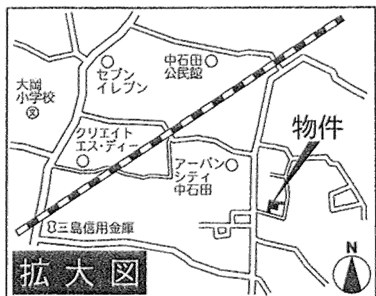 セブン
イレブン
中石田
公民館
大岡
小学校
文
クリエイト
エス・ディー
アーバン
シティ
中石田
物件
三島信用金庫
拡大図
N